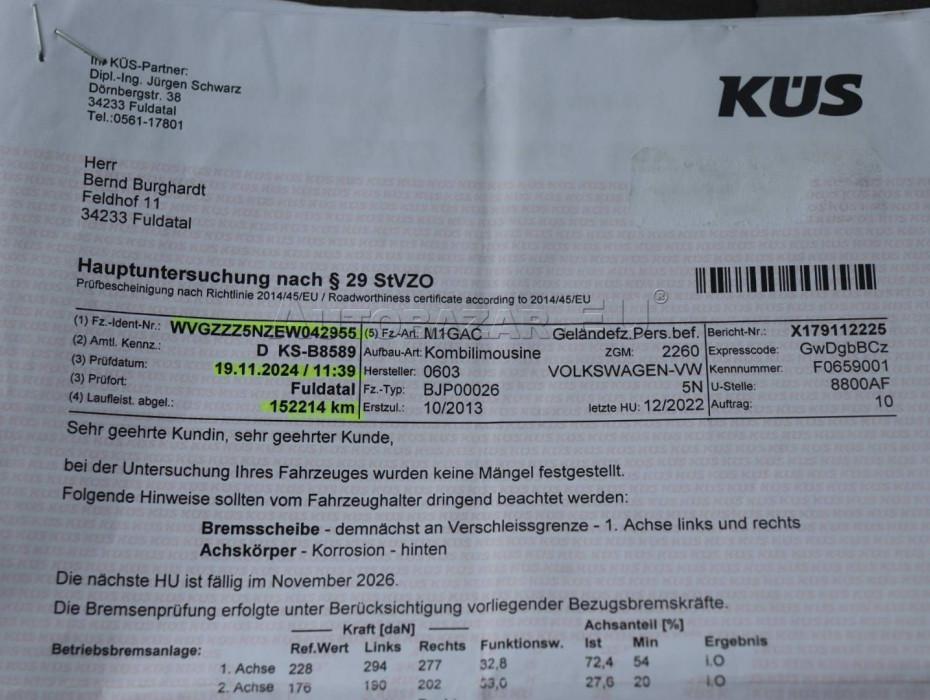 Ihr KÜS-Partner:
Dipl.-Ing. Jürgen Schwarz
Dörnbergstr. 38
34233 Fuldatal
Tel.:0561-17801
KÜS
Herr
Bernd Burghardt
Feldhof 11
34233 Fuldatal
Hauptuntersuchung nach § 29 StVZO
Prüfbescheinigung nach Richtlinie 2014/45/EU / Roadworthiness certificate according to 2014/45/EU
AUTOBAZAR.EU ®
(1) Fz.-Ident-Nr.: WVGZZZ5NZEW042955 (5) Fz.-Art: M1GAC Geländefz.Pers.bef. Bericht-Nr.: X179112225
(2) Amtl. Kennz.: D KS-B8589 Aufbau-Art: Kombilimousine ZGM: 2260 Expresscode: GwDgbBCz
(3) Prüfdatum: 19.11.2024 / 11:39 Hersteller: 0603 VOLKSWAGEN-VW Kennnummer: F0659001
(3) Prüfort: Fuldatal Fz.-Typ: BJP00026 5N U-Stelle: 8800AF
(4) Laufleist. abgel.: 152214 km Erstzul.: 10/2013 letzte HU: 12/2022 Auftrag: 10
Sehr geehrte Kundin, sehr geehrter Kunde,
bei der Untersuchung Ihres Fahrzeuges wurden keine Mängel festgestellt.
Folgende Hinweise sollten vom Fahrzeughalter dringend beachtet werden:
Bremsscheibe - demnächst an Verschleissgrenze - 1. Achse links und rechts
Achskörper - Korrosion - hinten
Die nächste HU ist fällig im November 2026.
Die Bremsenprüfung erfolgte unter Berücksichtigung vorliegender Bezugsbremskräfte.
Kraft [daN] Achsanteil [%]
Betriebsbremsanlage: Ref.Wert Links Rechts Funktionsw. Ist Min Ergebnis
1. Achse 228 294 277 32,8 72,4 54 I.O
2. Achse 176 190 202 33,0 27,6 20 I.O